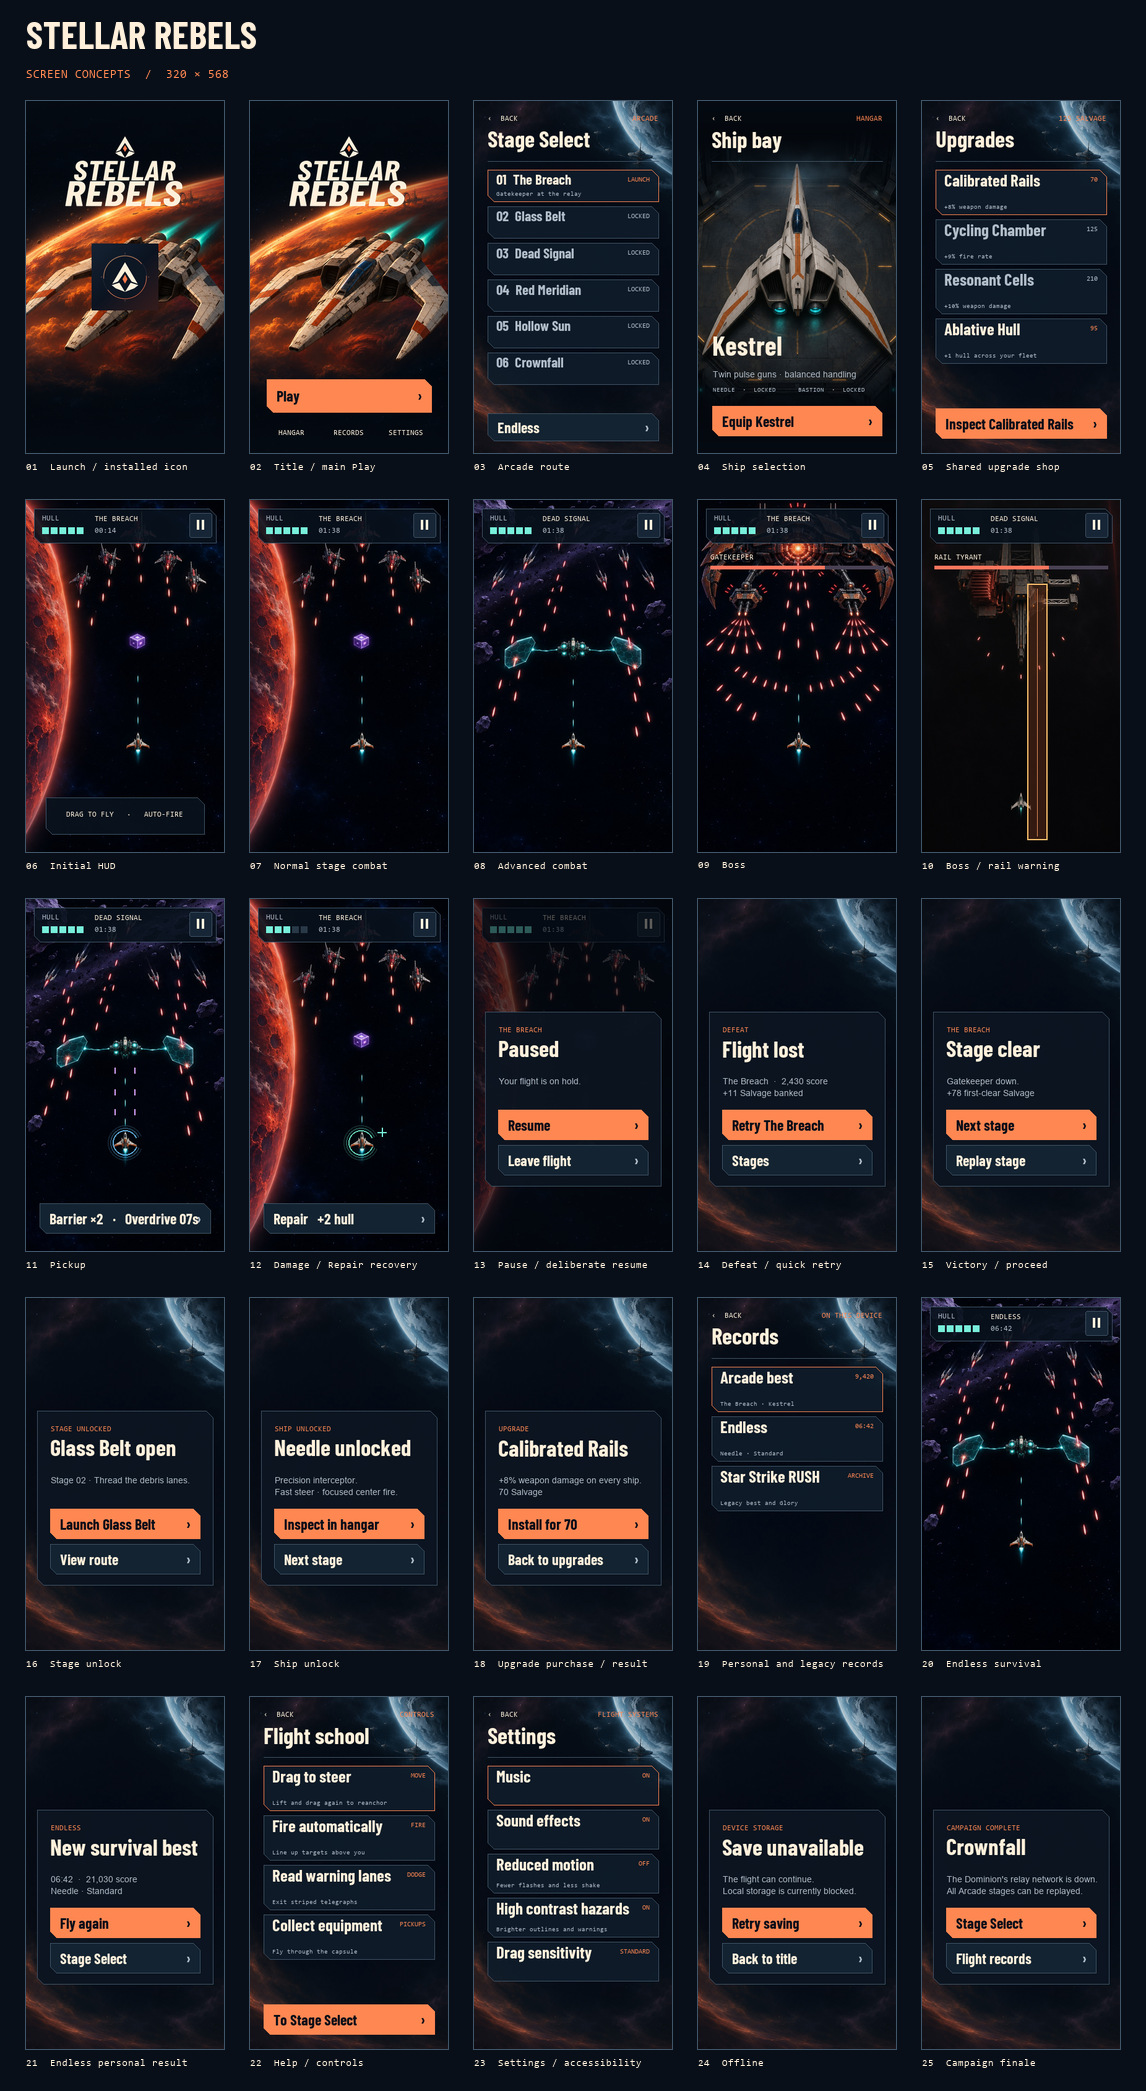 STELLAR REBELS
SCREEN CONCEPTS / 320 × 568
STELLAR
REBELS
01 Launch / installed icon
STELLAR
REBELS
Play ›
HANGAR RECORDS SETTINGS
02 Title / main Play
‹ BACK ARCADE
Stage Select
01 The Breach LAUNCH
Gatekeeper at the relay
02 Glass Belt LOCKED
03 Dead Signal LOCKED
04 Red Meridian LOCKED
05 Hollow Sun LOCKED
06 Crownfall LOCKED
Endless ›
03 Arcade route
‹ BACK HANGAR
Ship bay
Kestrel
Twin pulse guns · balanced handling
NEEDLE · LOCKED BASTION · LOCKED
Equip Kestrel ›
04 Ship selection
‹ BACK SALVAGE
Upgrades
Calibrated Rails 70
+8% weapon damage
Cycling Chamber 125
+9% fire rate
Resonant Cells 210
+10% weapon damage
Ablative Hull 95
+1 hull across your fleet
Inspect Calibrated Rails ›
05 Shared upgrade shop
HULL THE BREACH
00:14
DRAG TO FLY · AUTO-FIRE
06 Initial HUD
HULL THE BREACH
01:38
07 Normal stage combat
HULL DEAD SIGNAL
01:38
08 Advanced combat
HULL THE BREACH
01:38
GATEKEEPER
09 Boss
HULL DEAD SIGNAL
01:38
RAIL TYRANT
10 Boss / rail warning
HULL DEAD SIGNAL
01:38
Barrier ×2 · Overdrive 07s ›
11 Pickup
HULL THE BREACH
01:38
Repair +2 hull ›
12 Damage / Repair recovery
HULL THE BREACH
01:38
THE BREACH
Paused
Your flight is on hold.
Resume ›
Leave flight ›
13 Pause / deliberate resume
DEFEAT
Flight lost
The Breach · 2,430 score
+11 Salvage banked
Retry The Breach ›
Stages ›
14 Defeat / quick retry
THE BREACH
Stage clear
Gatekeeper down.
+78 first-clear Salvage
Next stage ›
Replay stage ›
15 Victory / proceed
STAGE UNLOCKED
Glass Belt open
Stage 02 · Thread the debris lanes.
Launch Glass Belt ›
View route ›
16 Stage unlock
SHIP UNLOCKED
Needle unlocked
Precision interceptor.
Fast steer · focused center fire.
Inspect in hangar ›
Next stage ›
17 Ship unlock
UPGRADE
Calibrated Rails
+8% weapon damage on every ship.
70 Salvage
Install for 70 ›
Back to upgrades ›
18 Upgrade purchase / result
‹ BACK ON THIS DEVICE
Records
Arcade best 9,420
The Breach · Kestrel
Endless 06:42
Needle · Standard
Star Strike RUSH ARCHIVE
Legacy best and Glory
19 Personal and legacy records
HULL ENDLESS
06:42
20 Endless survival
ENDLESS
New survival best
06:42 · 21,030 score
Needle · Standard
Fly again ›
Stage Select ›
21 Endless personal result
‹ BACK CONTROLS
Flight school
Drag to steer MOVE
Lift and drag again to reanchor
Fire automatically FIRE
Line up targets above you
Read warning lanes DODGE
Exit striped telegraphs
Collect equipment PICKUPS
Fly through the capsule
To Stage Select ›
22 Help / controls
‹ BACK FLIGHT SYSTEMS
Settings
Music ON
Sound effects ON
Reduced motion OFF
Fewer flashes and less shake
High contrast hazards ON
Brighter outlines and warnings
Drag sensitivity STANDARD
23 Settings / accessibility
DEVICE STORAGE
Save unavailable
The flight can continue.
Local storage is currently blocked.
Retry saving ›
Back to title ›
24 Offline
CAMPAIGN COMPLETE
Crownfall
The Dominion's relay network is down.
All Arcade stages can be replayed.
Stage Select ›
Flight records ›
25 Campaign finale